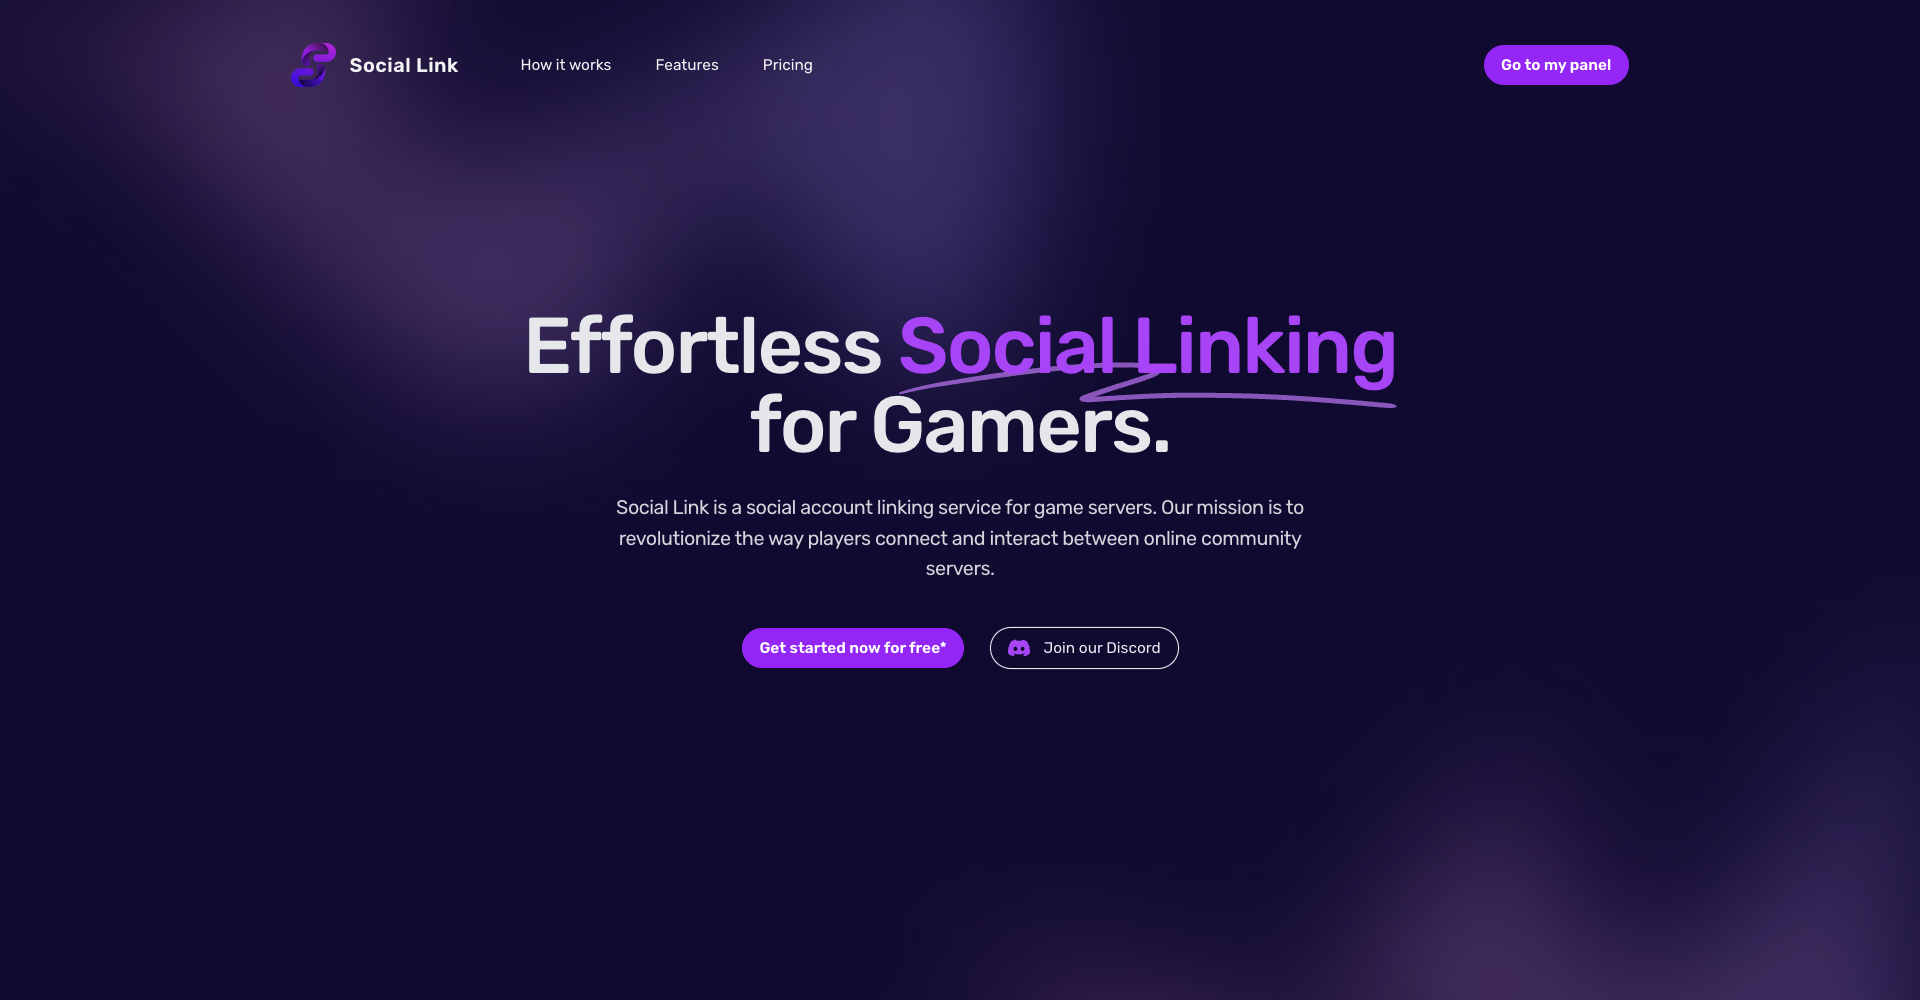 Social Link
How it works
Features
Pricing
Go to my panel
Effortless Social Linking
for Gamers.
Social Link is a social account linking service for game servers. Our mission is to
revolutionize the way players connect and interact between online community
servers.
Get started now for free*
Join our Discord